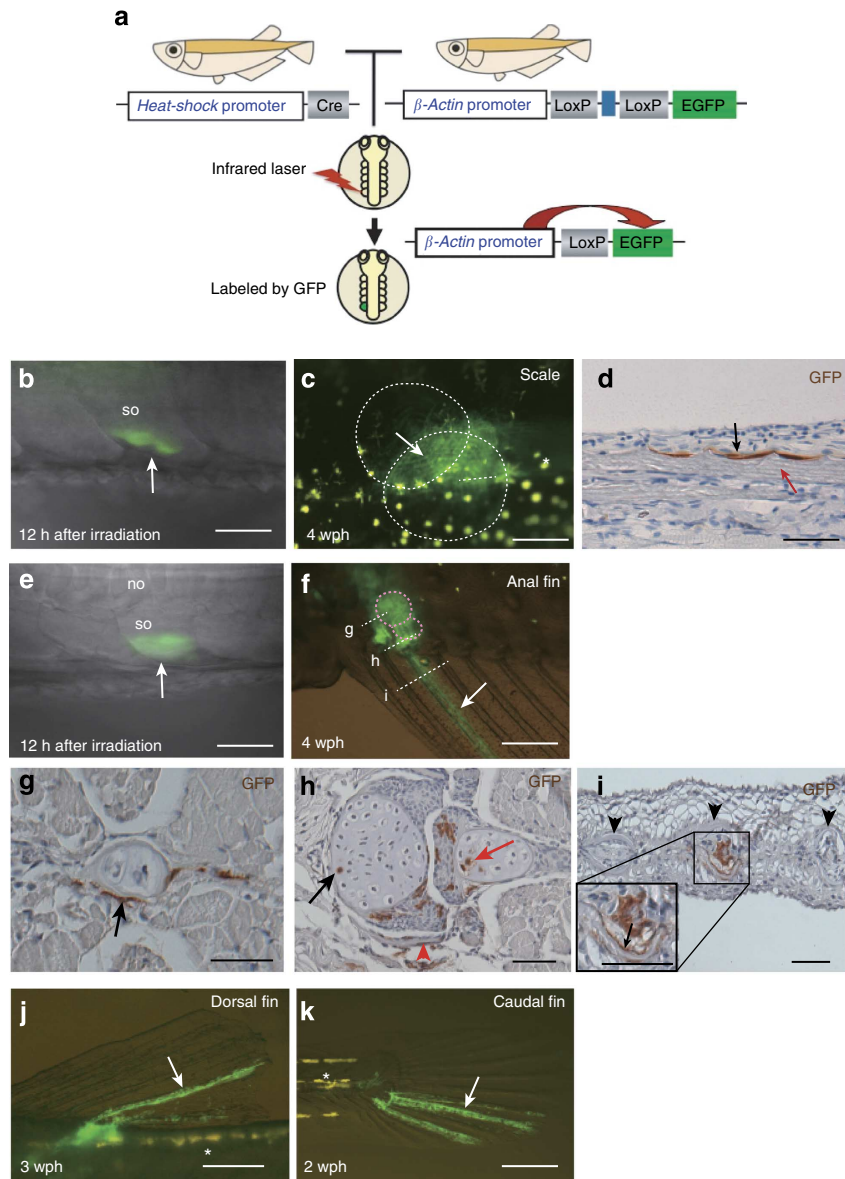 a
Heat-shock promoter Cre
β-Actin promoter LoxP LoxP EGFP
Infrared laser
β-Actin promoter LoxP EGFP
Labeled by GFP
b
so
12 h after irradiation
c
Scale
*
4 wph
d
GFP
e
no
so
12 h after irradiation
f
Anal fin
g
h
i
4 wph
g
GFP
h
GFP
i
GFP
j
Dorsal fin
*
3 wph
k
Caudal fin
*
2 wph